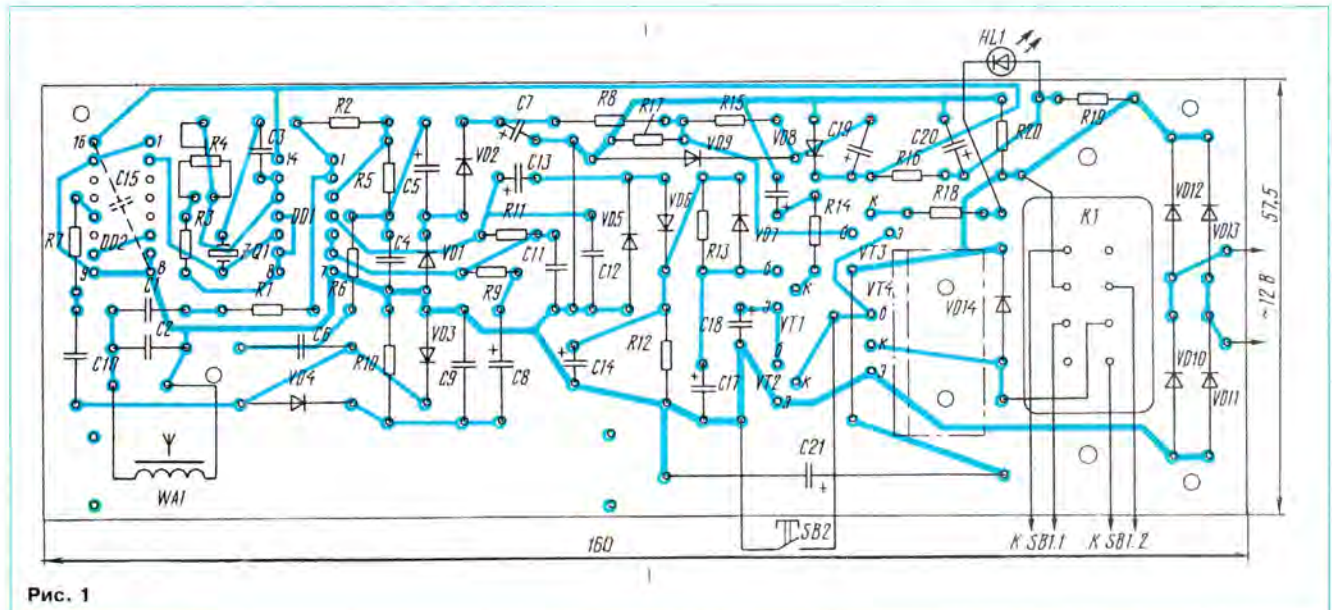 HL1
R2
C7
R8
R17
R15
VD8
C19
C20
R20
R19
16
1
R4
C3
14
1
R5
C5
VD2
C13
VD9
R16
R18
C15
R3
DD1
R11
VD5
VD6
R13
VD7
R14
к
б
э
K1
VD12
VD13
57,5
R7
DD2
ZQ1
C4
VD1
C11
C12
VT3
9
8
8
7
R6
R9
б
к
VT4
VD14
~12 В
C1
R1
C2
C6
VD3
C18
э
VT1
б
б
к
э
C10
VD4
R10
C9
C8
C14
R12
C17
VT2
к
э
VD10
VD11
C21
WA1
SB2
К SB1.1
К SB1.2
160
Рис. 1